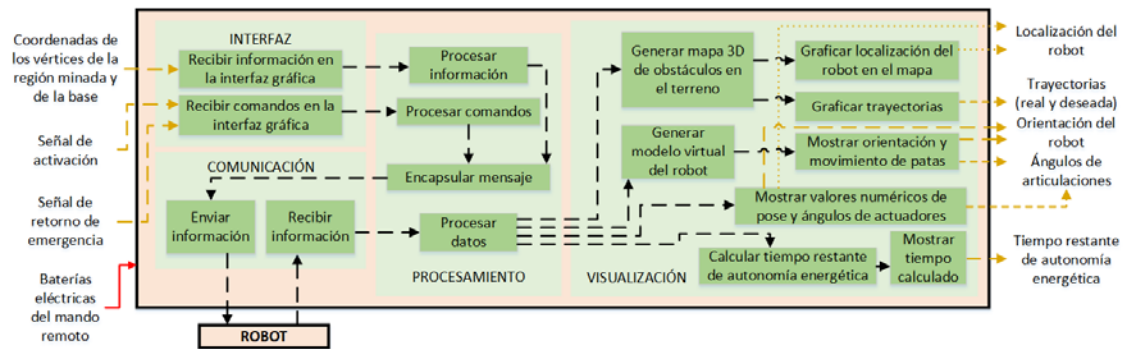 Coordenadas de
los vértices de la
región minada y
de la base
Señal de
activación
Señal de
retorno de
emergencia
Baterías
eléctricas
del mando
remoto
INTERFAZ
Recibir información en
la interfaz gráfica
Recibir comandos en la
interfaz gráfica
COMUNICACIÓN
Enviar
información
Recibir
información
ROBOT
Procesar
información
Procesar comandos
Encapsular mensaje
Procesar
datos
PROCESAMIENTO
Generar mapa 3D
de obstáculos en
el terreno
Graficar localización del
robot en el mapa
Graficar trayectorias
Generar
modelo virtual
del robot
Mostrar orientación y
movimiento de patas
Mostrar valores numéricos de
pose y ángulos de actuadores
Calcular tiempo restante
de autonomía energética
Mostrar
tiempo
calculado
VISUALIZACIÓN
Localización del
robot
Trayectorias
(real y deseada)
Orientación del
robot
Ángulos de
articulaciones
Tiempo restante
de autonomía
energética